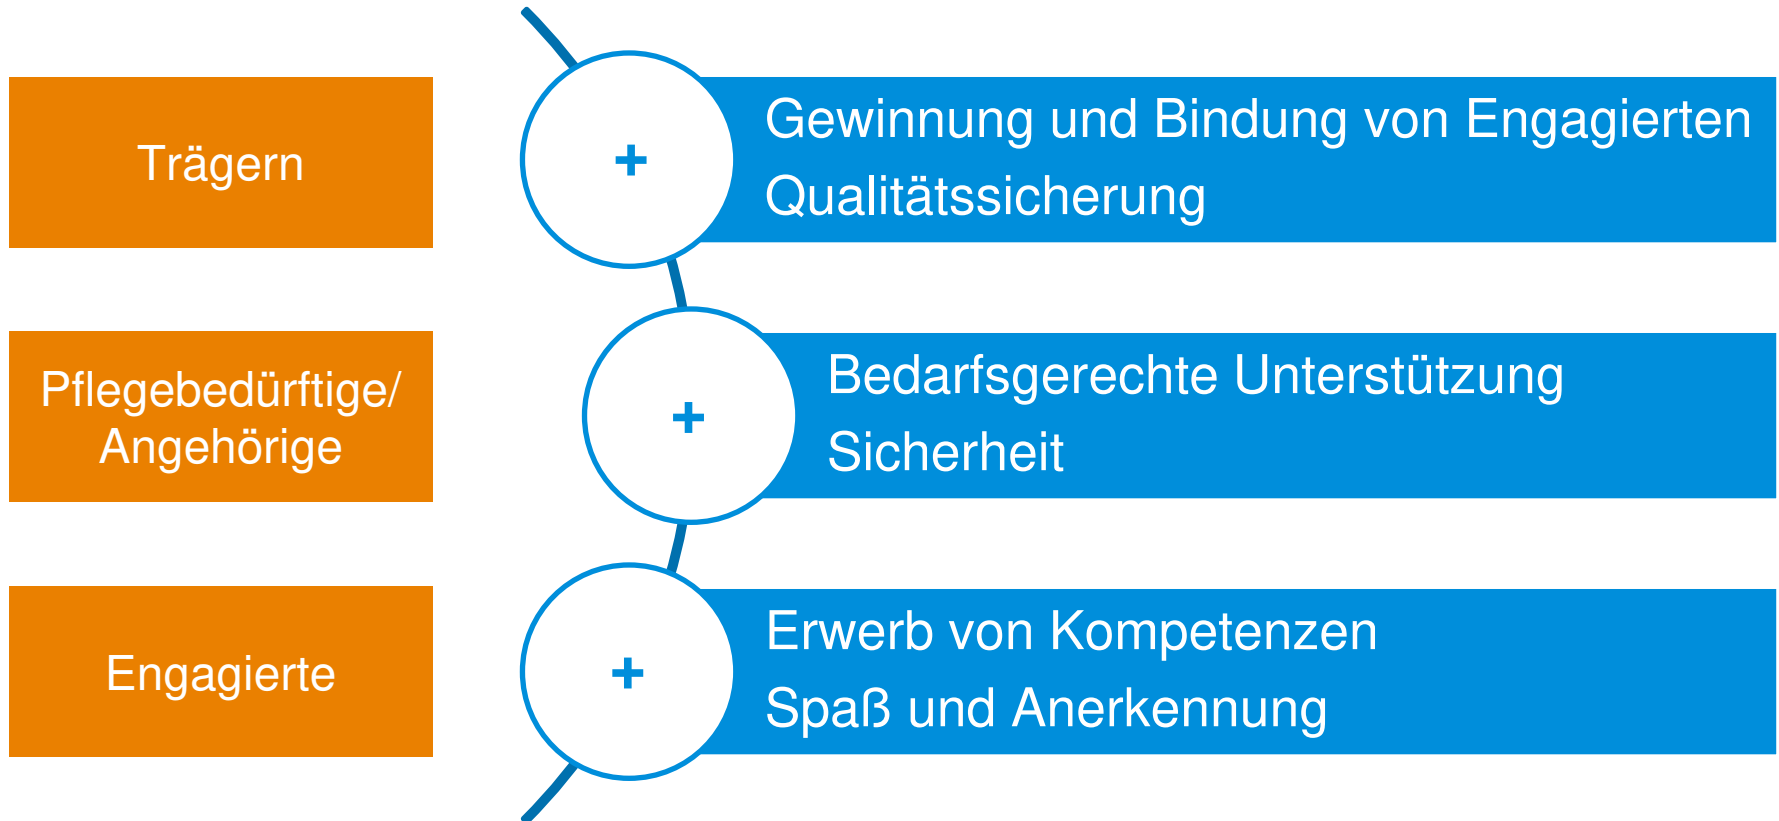 Trägern
+
Gewinnung und Bindung von Engagierten
Qualitätssicherung
Pflegebedürftige/
Angehörige
+
Bedarfsgerechte Unterstützung
Sicherheit
Engagierte
+
Erwerb von Kompetenzen
Spaß und Anerkennung